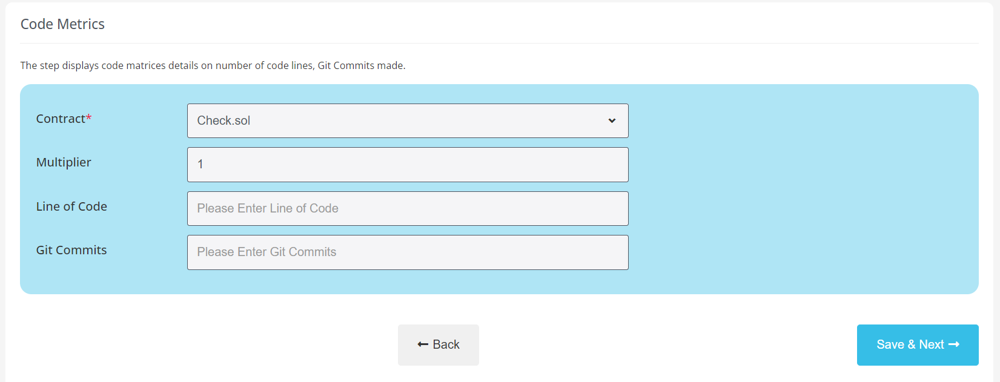 Code Metrics
The step displays code matrices details on number of code lines, Git Commits made.
Contract*
Check.sol
Multiplier
1
Line of Code
Please Enter Line of Code
Git Commits
Please Enter Git Commits
Back
Save & Next